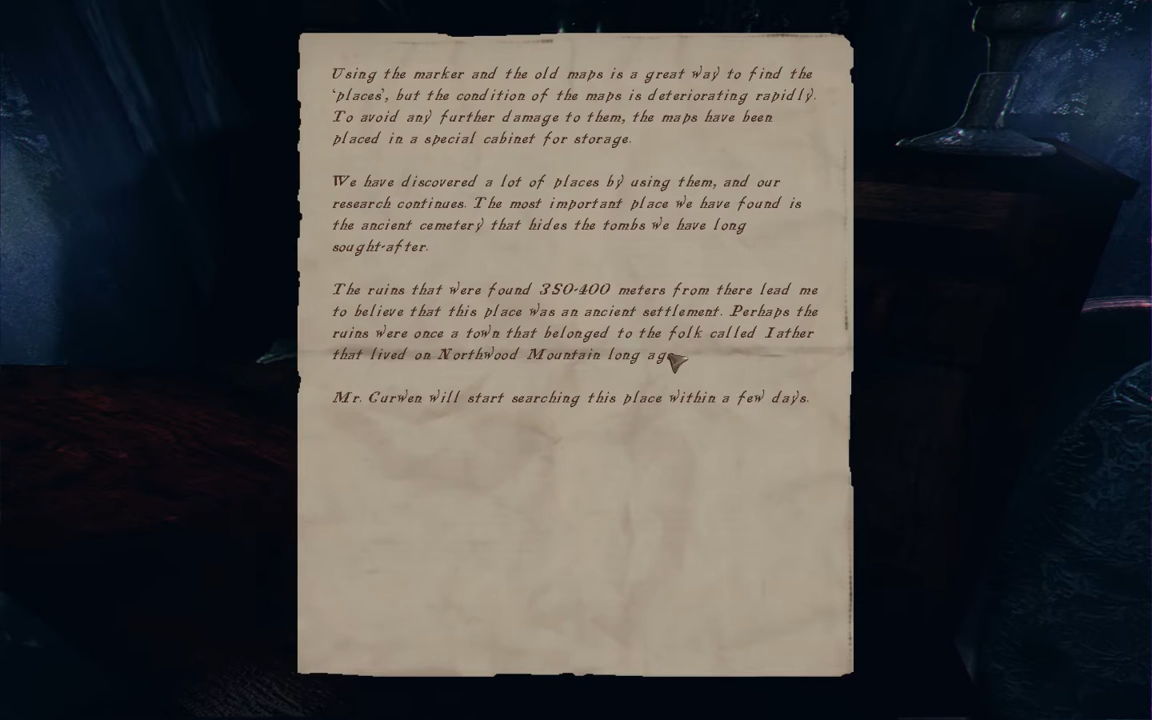 Using the marker and the old maps is a great way to find the
'places', but the condition of the maps is deteriorating rapidly.
To avoid any further damage to them, the maps have been
placed in a special cabinet for storage.
We have discovered a lot of places by using them, and our
research continues. The most important place we have found is
the ancient cemetery that hides the tombs we have long
sought-after.
The ruins that were found 350-400 meters from there lead me
to believe that this place was an ancient settlement. Perhaps the
ruins were once a town that belonged to the folk called Iather
that lived on Northwood Mountain long ago.
Mr. Curwen will start searching this place within a few days.